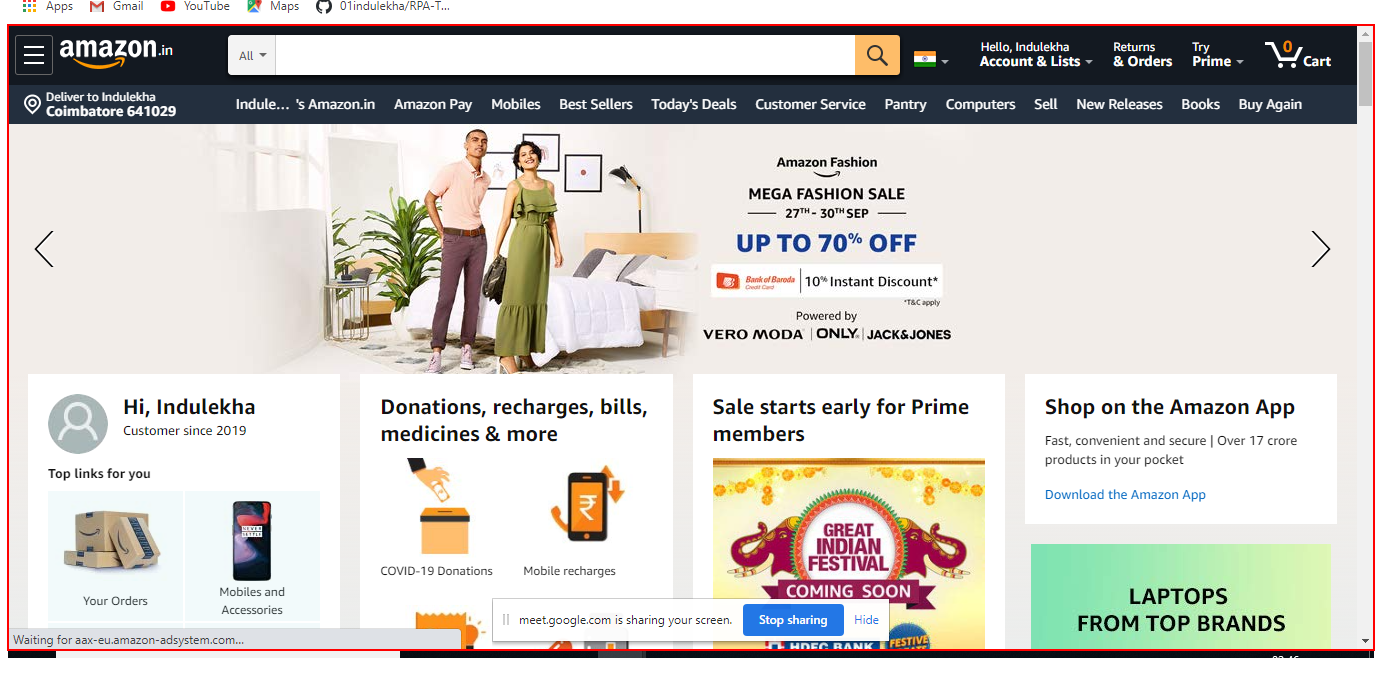 Apps Gmail YouTube Maps 01indulekha/RPA-T...
amazon.in
All
Hello, Indulekha
Account & Lists
Returns
& Orders
Try
Prime
0
Cart
Deliver to Indulekha
Coimbatore 641029
Indule... 's Amazon.in Amazon Pay Mobiles Best Sellers Today's Deals Customer Service Pantry Computers Sell New Releases Books Buy Again
Amazon Fashion
MEGA FASHION SALE
27TH - 30TH SEP
UP TO 70% OFF
Bank of Baroda
Credit Card
10% Instant Discount*
*T&C apply
Powered by
VERO MODA | ONLY | JACK&JONES
Hi, Indulekha
Customer since 2019
Top links for you
NEVER
SETTLE
Your Orders
Mobiles and
Accessories
Donations, recharges, bills,
medicines & more
₹
COVID-19 Donations
Mobile recharges
Sale starts early for Prime
members
GREAT
INDIAN
FESTIVAL
COMING SOON
HDFC BANK
FESTIVE
Shop on the Amazon App
Fast, convenient and secure | Over 17 crore
products in your pocket
Download the Amazon App
LAPTOPS
FROM TOP BRANDS
meet.google.com is sharing your screen.
Stop sharing
Hide
Waiting for aax-eu.amazon-adsystem.com...